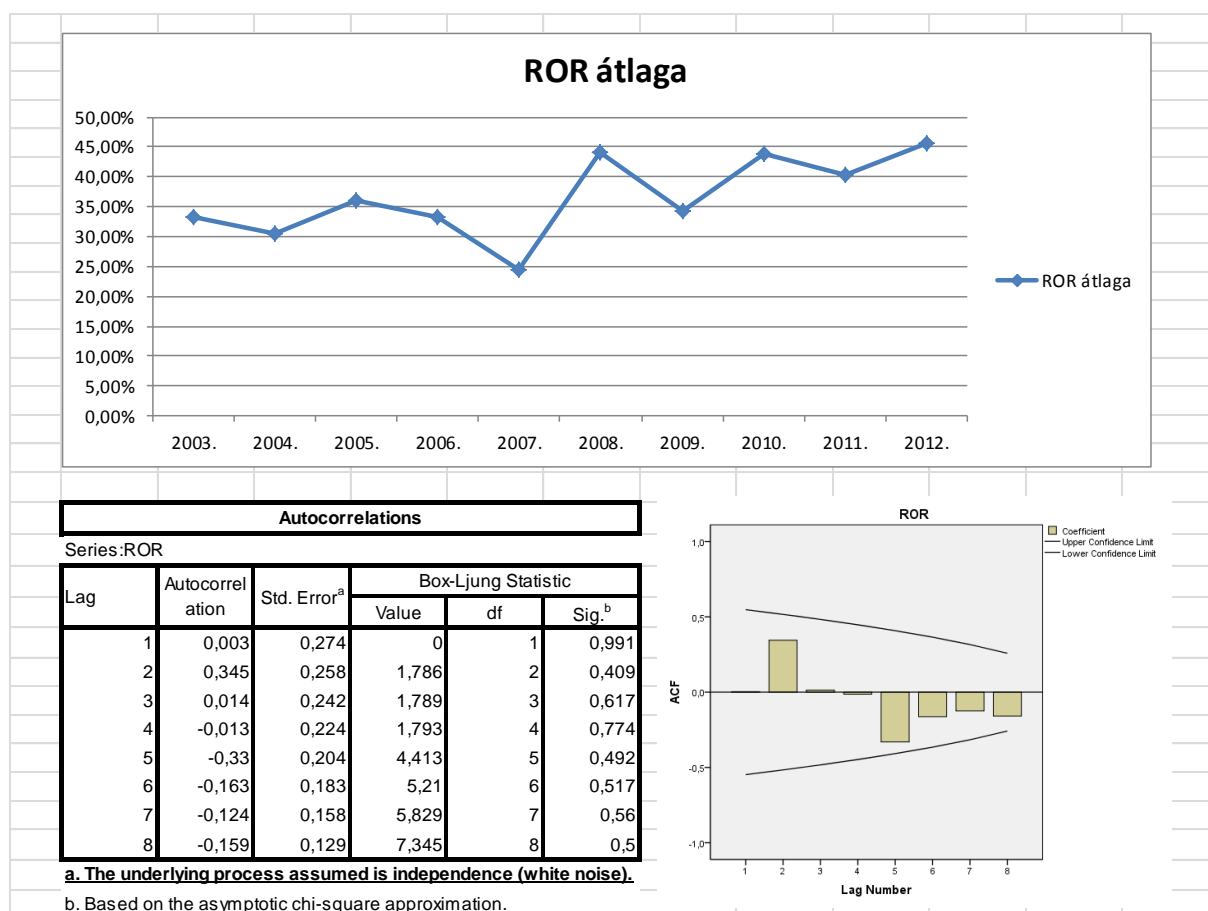 ROR átlaga
50,00%
45,00%
40,00%
35,00%
30,00%
25,00%
20,00%
15,00%
10,00%
5,00%
0,00%
2003. 2004. 2005. 2006. 2007. 2008. 2009. 2010. 2011. 2012.
ROR átlaga
Autocorrelations
Series:ROR
Lag Autocorrel ation Std. Errorª Box-Ljung Statistic
Value df Sig.ᵇ
1 0,003 0,274 0 1 0,991
2 0,345 0,258 1,786 2 0,409
3 0,014 0,242 1,789 3 0,617
4 -0,013 0,224 1,793 4 0,774
5 -0,33 0,204 4,413 5 0,492
6 -0,163 0,183 5,21 6 0,517
7 -0,124 0,158 5,829 7 0,56
8 -0,159 0,129 7,345 8 0,5
a. The underlying process assumed is independence (white noise).
b. Based on the asymptotic chi-square approximation.
ROR
Coefficient
Upper Confidence Limit
Lower Confidence Limit
ACF
1,0
0,5
0,0
-0,5
-1,0
1 2 3 4 5 6 7 8
Lag Number